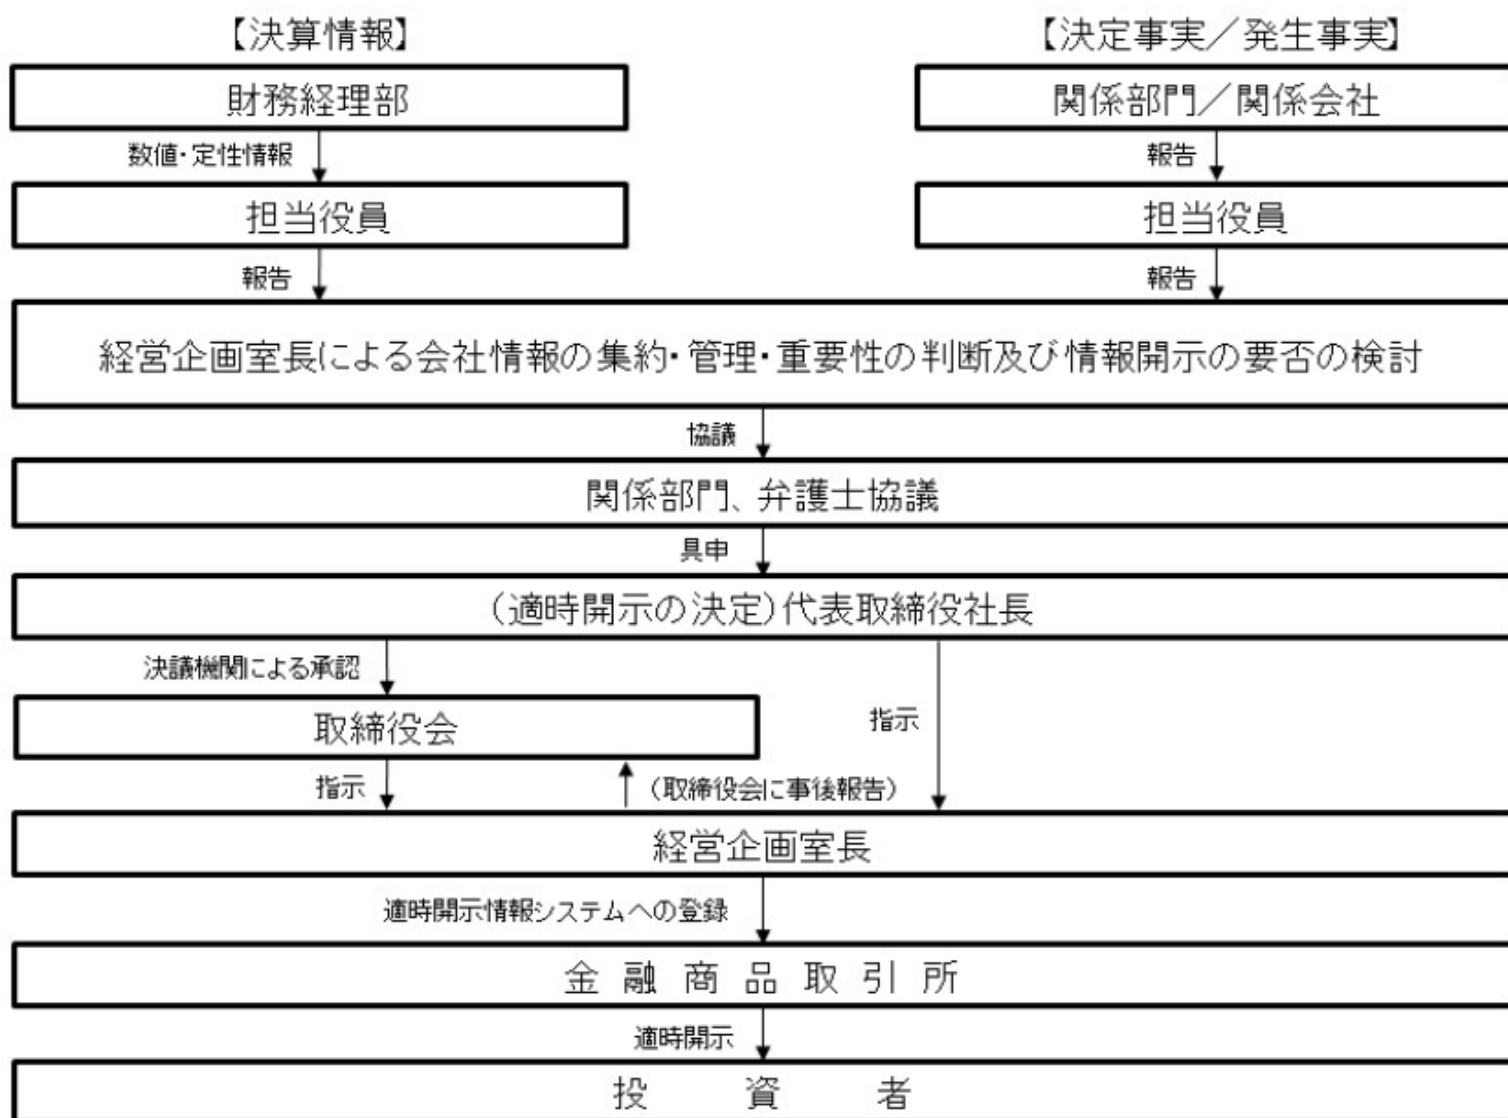 【決算情報】
【決定事実／発生事実】
財務経理部
関係部門／関係会社
数値・定性情報
報告
担当役員
担当役員
報告
報告
経営企画室長による会社情報の集約・管理・重要性の判断及び情報開示の要否の検討
協議
関係部門、弁護士協議
具申
（適時開示の決定）代表取締役社長
決議機関による承認
取締役会
指示
指示
（取締役会に事後報告）
経営企画室長
適時開示情報システムへの登録
金融商品取引所
適時開示
投資者